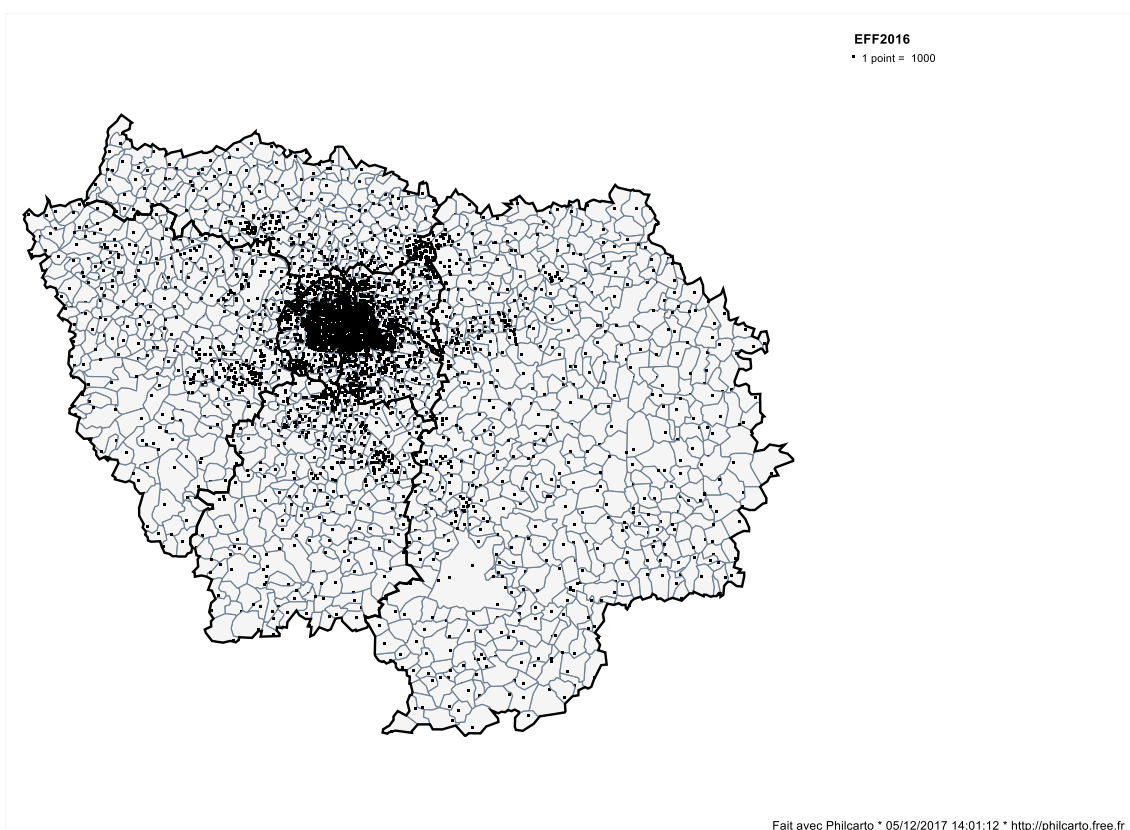 EFF2016
1 point = 1000
Fait avec Philcarto * 05/12/2017 14:01:12 * http://philcarto.free.fr